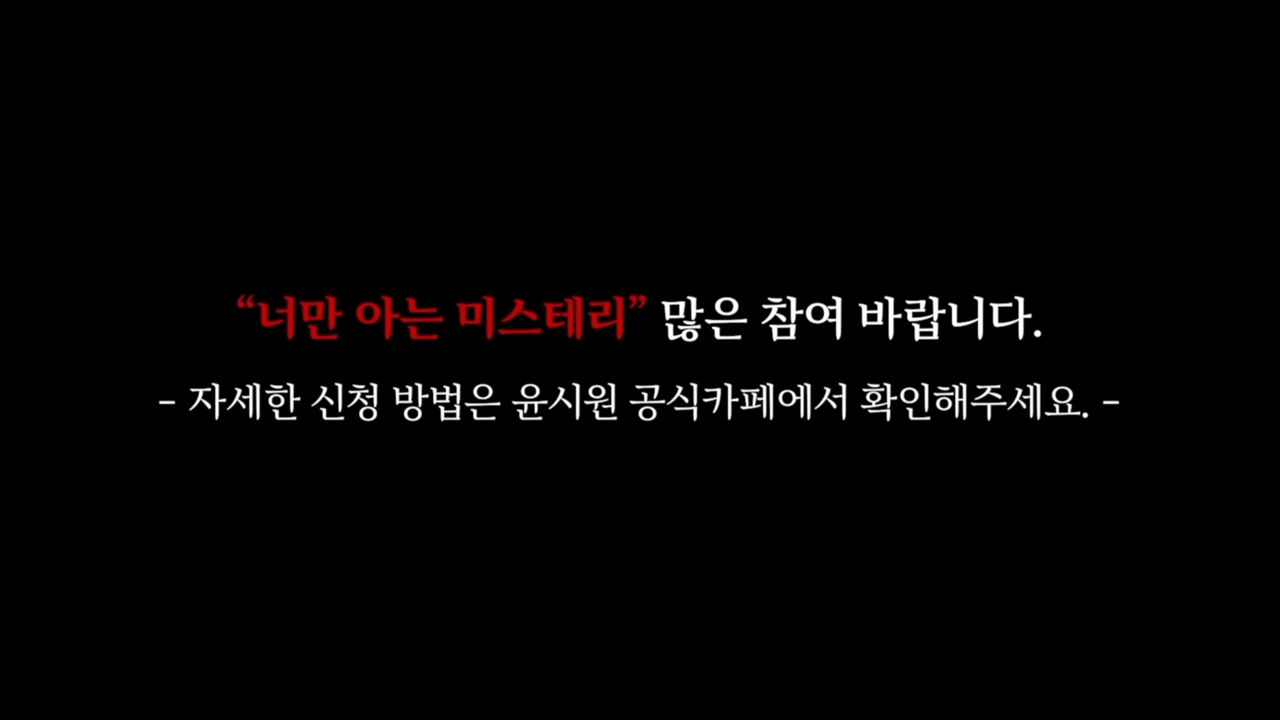 “너만 아는 미스테리” 많은 참여 바랍니다.
- 자세한 신청 방법은 윤시원 공식카페에서 확인해주세요. -